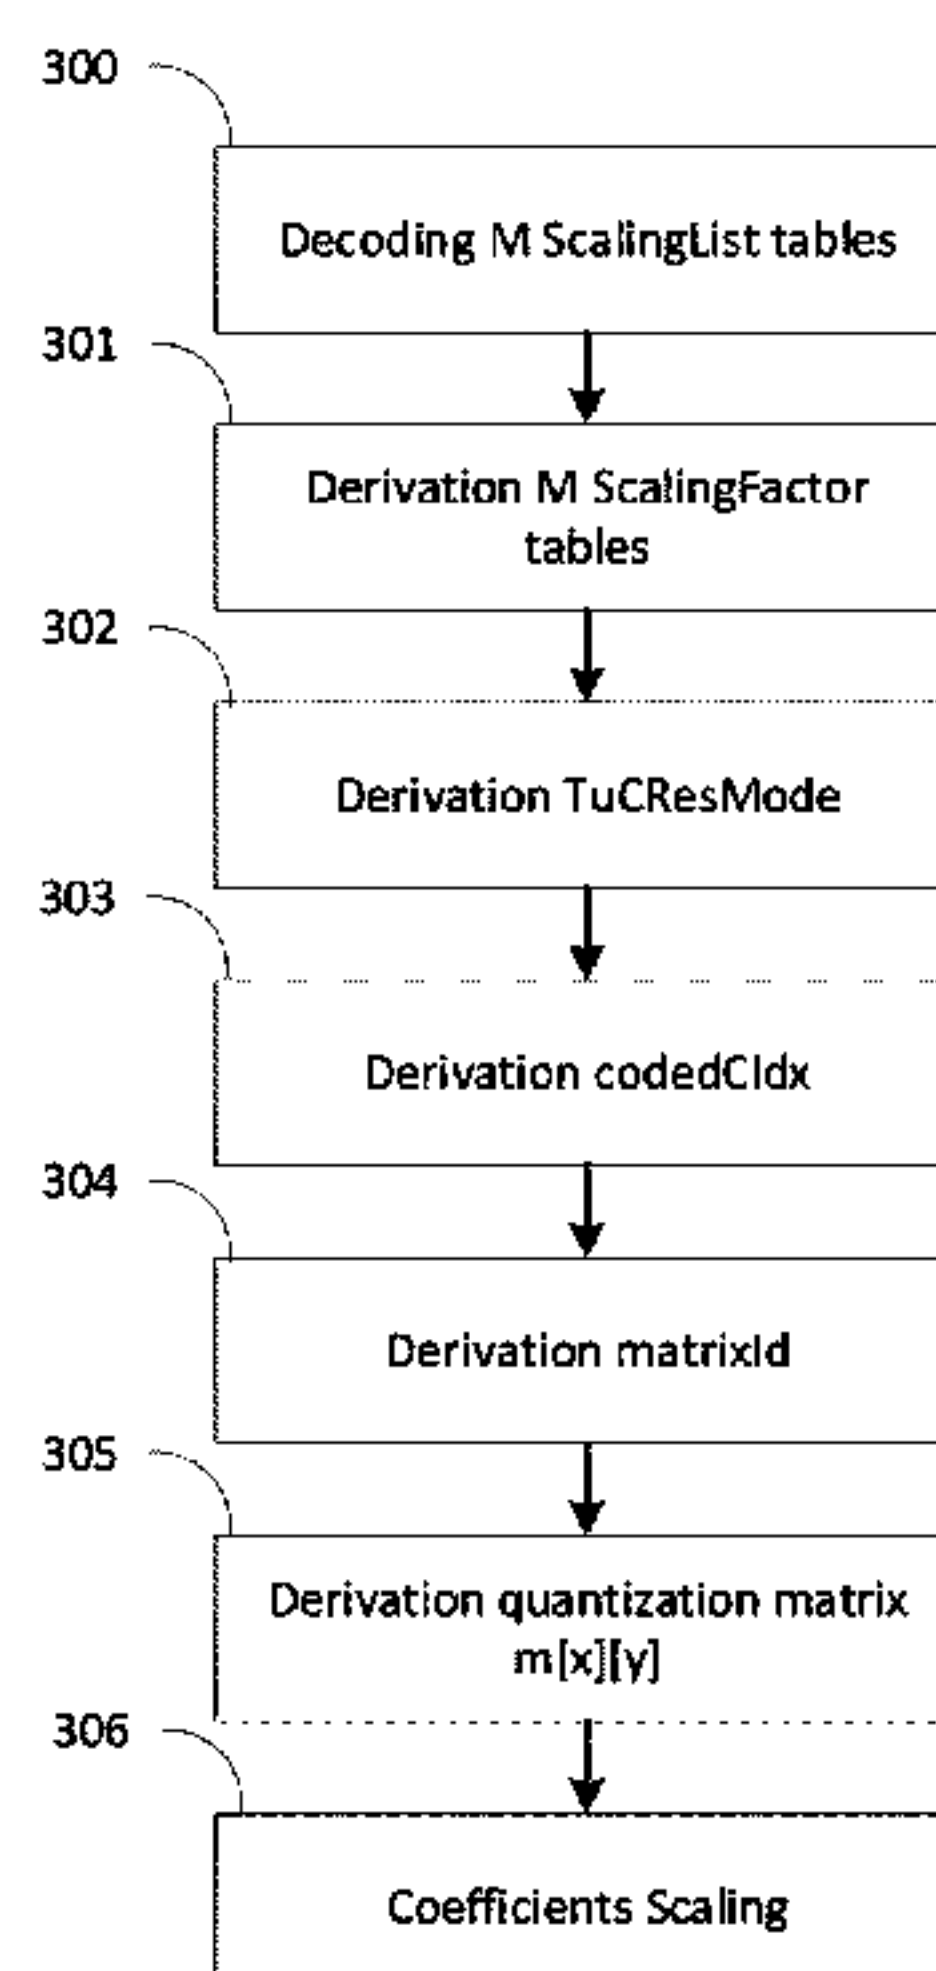 300
Decoding M ScalingList tables
301
Derivation M ScalingFactor
tables
302
Derivation TuCResMode
303
Derivation codedCIdx
304
Derivation matrixId
305
Derivation quantization matrix
m[x][y]
306
Coefficients Scaling